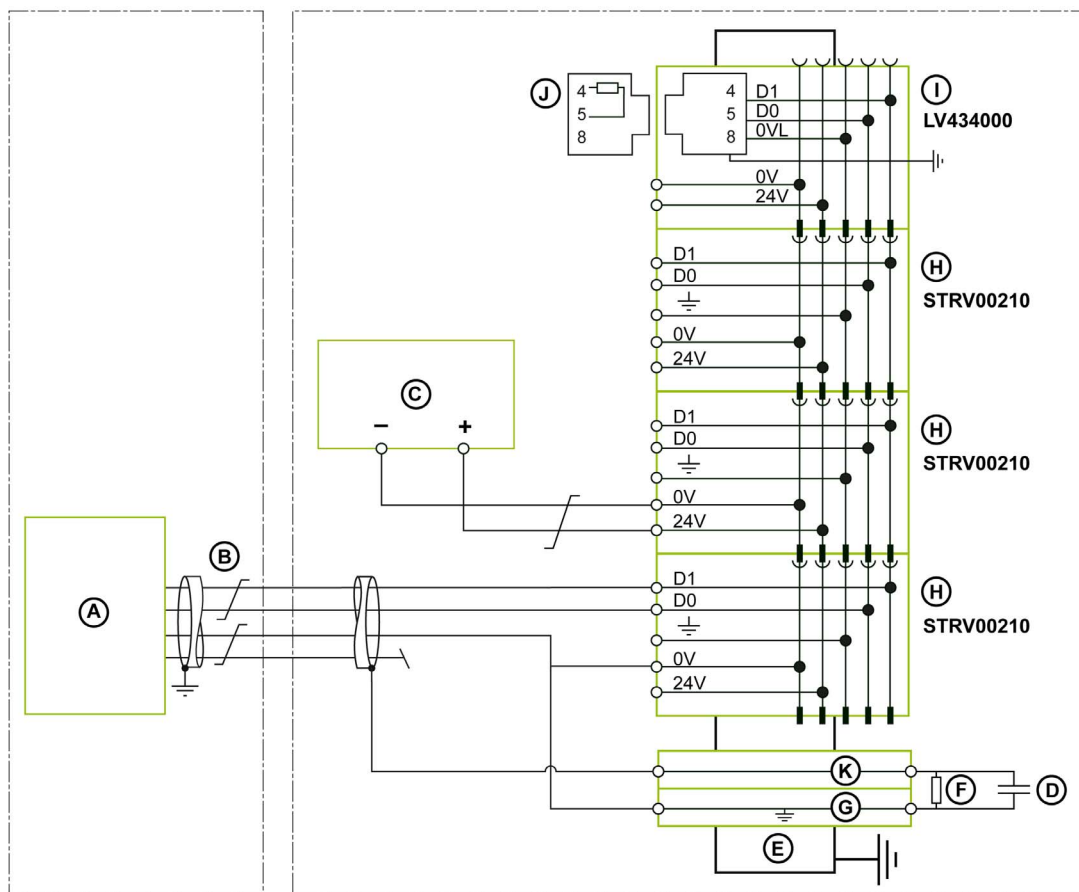 J
4
5
8
4
5
8
D1
D0
0VL
0V
24V
I
LV434000
D1
D0
0V
24V
H
STRV00210
C
− +
D1
D0
0V
24V
H
STRV00210
A
B
D1
D0
0V
24V
H
STRV00210
K
G
F
D
E